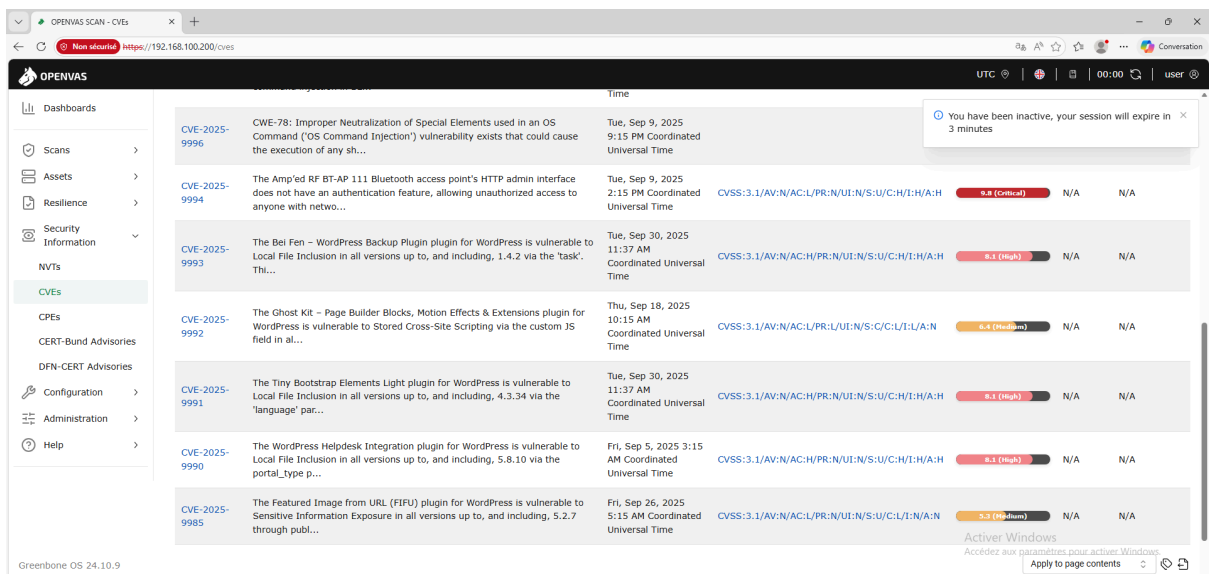 OPENVAS SCAN - CVEs
Non sécurisé https://192.168.100.200/cves
Conversation
OPENVAS
UTC
00:00
user
Dashboards
Scans
Assets
Resilience
Security
Information
NVTs
CVEs
CPEs
CERT-Bund Advisories
DFN-CERT Advisories
Configuration
Administration
Help
Time
You have been inactive, your session will expire in
3 minutes
CVE-2025-
9996
CWE-78: Improper Neutralization of Special Elements used in an OS
Command ('OS Command Injection') vulnerability exists that could cause
the execution of any sh...
Tue, Sep 9, 2025
9:15 PM Coordinated
Universal Time
CVE-2025-
9994
The Amp'ed RF BT-AP 111 Bluetooth access point's HTTP admin interface
does not have an authentication feature, allowing unauthorized access to
anyone with netwo...
Tue, Sep 9, 2025
2:15 PM Coordinated
Universal Time
CVSS:3.1/AV:N/AC:L/PR:N/UI:N/S:U/C:H/I:H/A:H
9.8 (Critical)
N/A
N/A
CVE-2025-
9993
The Bei Fen – WordPress Backup Plugin plugin for WordPress is vulnerable to
Local File Inclusion in all versions up to, and including, 1.4.2 via the 'task'.
Thi...
Tue, Sep 30, 2025
11:37 AM
Coordinated Universal
Time
CVSS:3.1/AV:N/AC:H/PR:N/UI:N/S:U/C:H/I:H/A:H
8.1 (High)
N/A
N/A
CVE-2025-
9992
The Ghost Kit – Page Builder Blocks, Motion Effects & Extensions plugin for
WordPress is vulnerable to Stored Cross-Site Scripting via the custom JS
field in al...
Thu, Sep 18, 2025
10:15 AM
Coordinated Universal
Time
CVSS:3.1/AV:N/AC:L/PR:L/UI:N/S:C/C:L/I:L/A:N
6.4 (Medium)
N/A
N/A
CVE-2025-
9991
The Tiny Bootstrap Elements Light plugin for WordPress is vulnerable to
Local File Inclusion in all versions up to, and including, 4.3.34 via the
'language' par...
Tue, Sep 30, 2025
11:37 AM
Coordinated Universal
Time
CVSS:3.1/AV:N/AC:H/PR:N/UI:N/S:U/C:H/I:H/A:H
8.1 (High)
N/A
N/A
CVE-2025-
9990
The WordPress Helpdesk Integration plugin for WordPress is vulnerable to
Local File Inclusion in all versions up to, and including, 5.8.10 via the
portal_type p...
Fri, Sep 5, 2025 3:15
AM Coordinated
Universal Time
CVSS:3.1/AV:N/AC:H/PR:N/UI:N/S:U/C:H/I:H/A:H
8.1 (High)
N/A
N/A
CVE-2025-
9985
The Featured Image from URL (FIFU) plugin for WordPress is vulnerable to
Sensitive Information Exposure in all versions up to, and including, 5.2.7
through publ...
Fri, Sep 26, 2025
5:15 AM Coordinated
Universal Time
CVSS:3.1/AV:N/AC:L/PR:N/UI:N/S:U/C:L/I:N/A:N
5.3 (Medium)
N/A
N/A
Activer Windows
Accédez aux paramètres pour activer Windows.
Apply to page contents
Greenbone OS 24.10.9